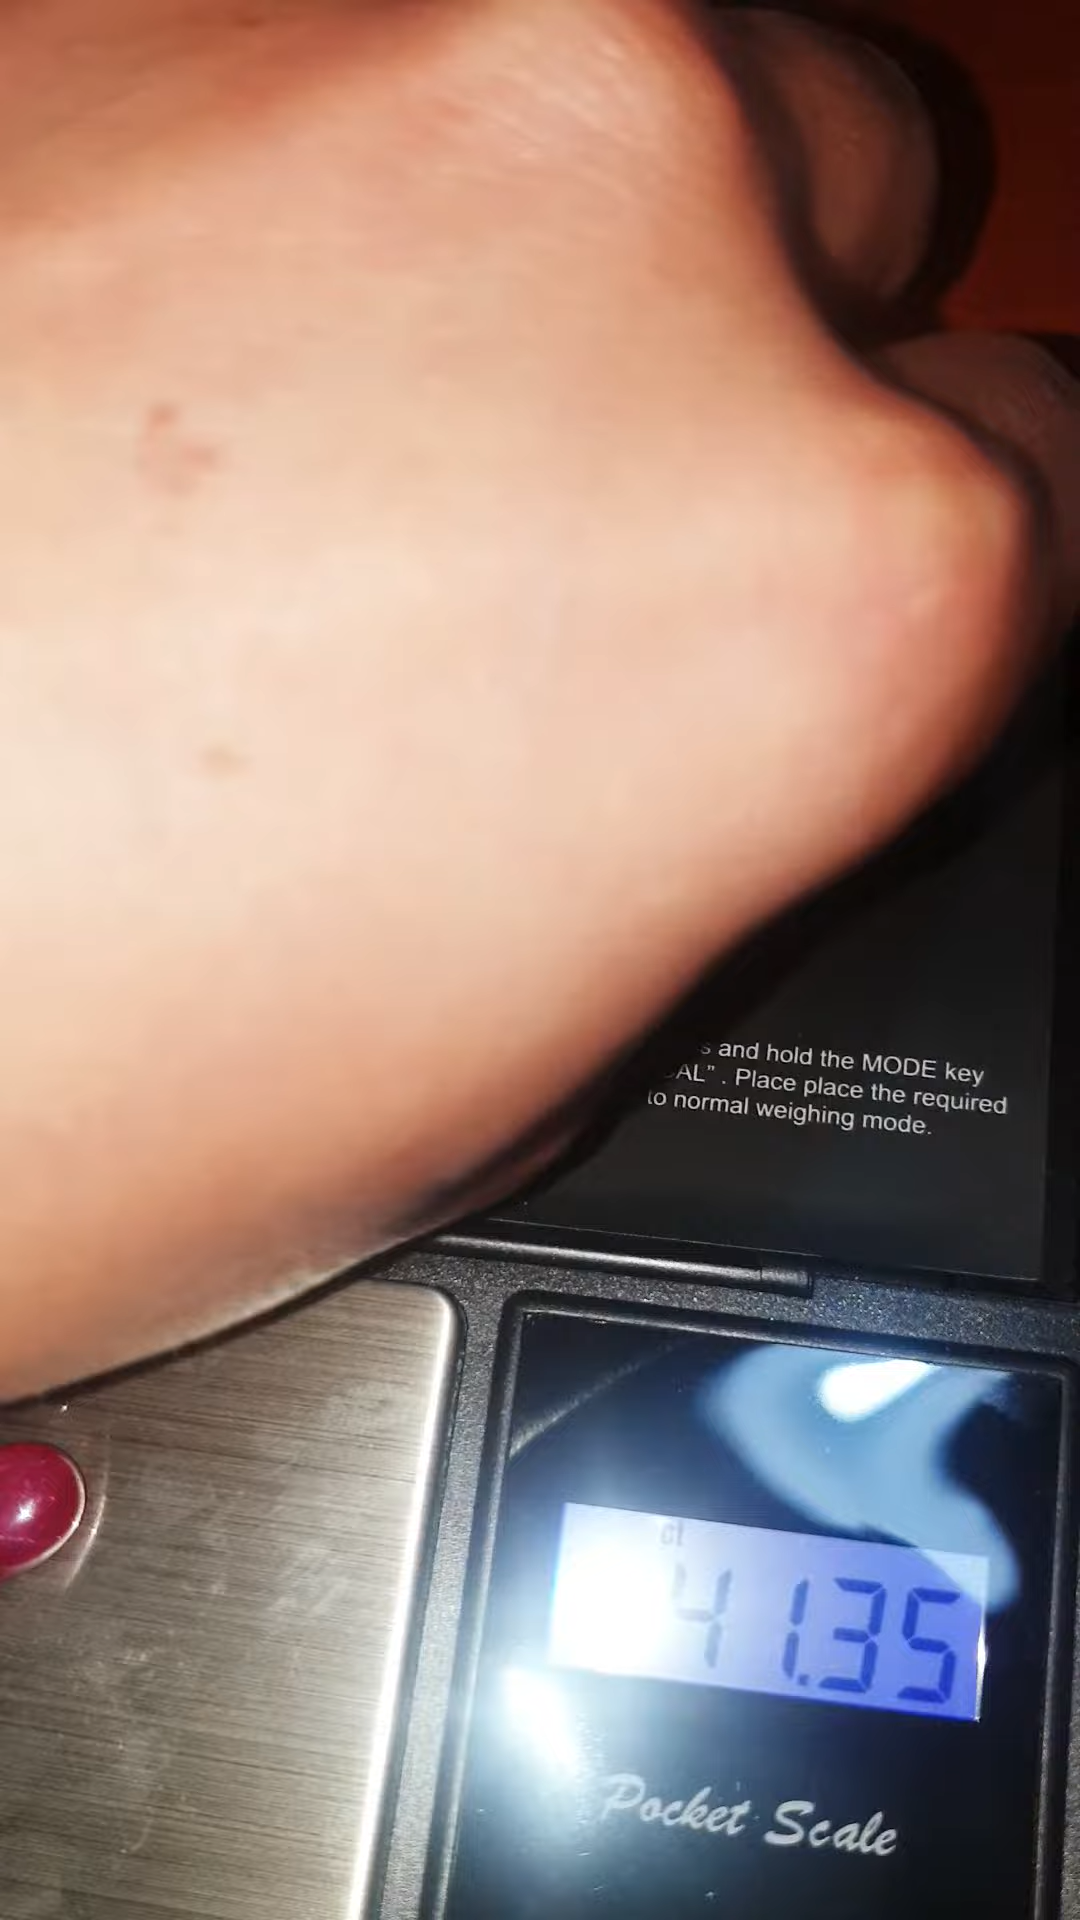 and hold the MODE key
AL". Place place the required
to normal weighing mode.
ct
41.35
Pocket Scale